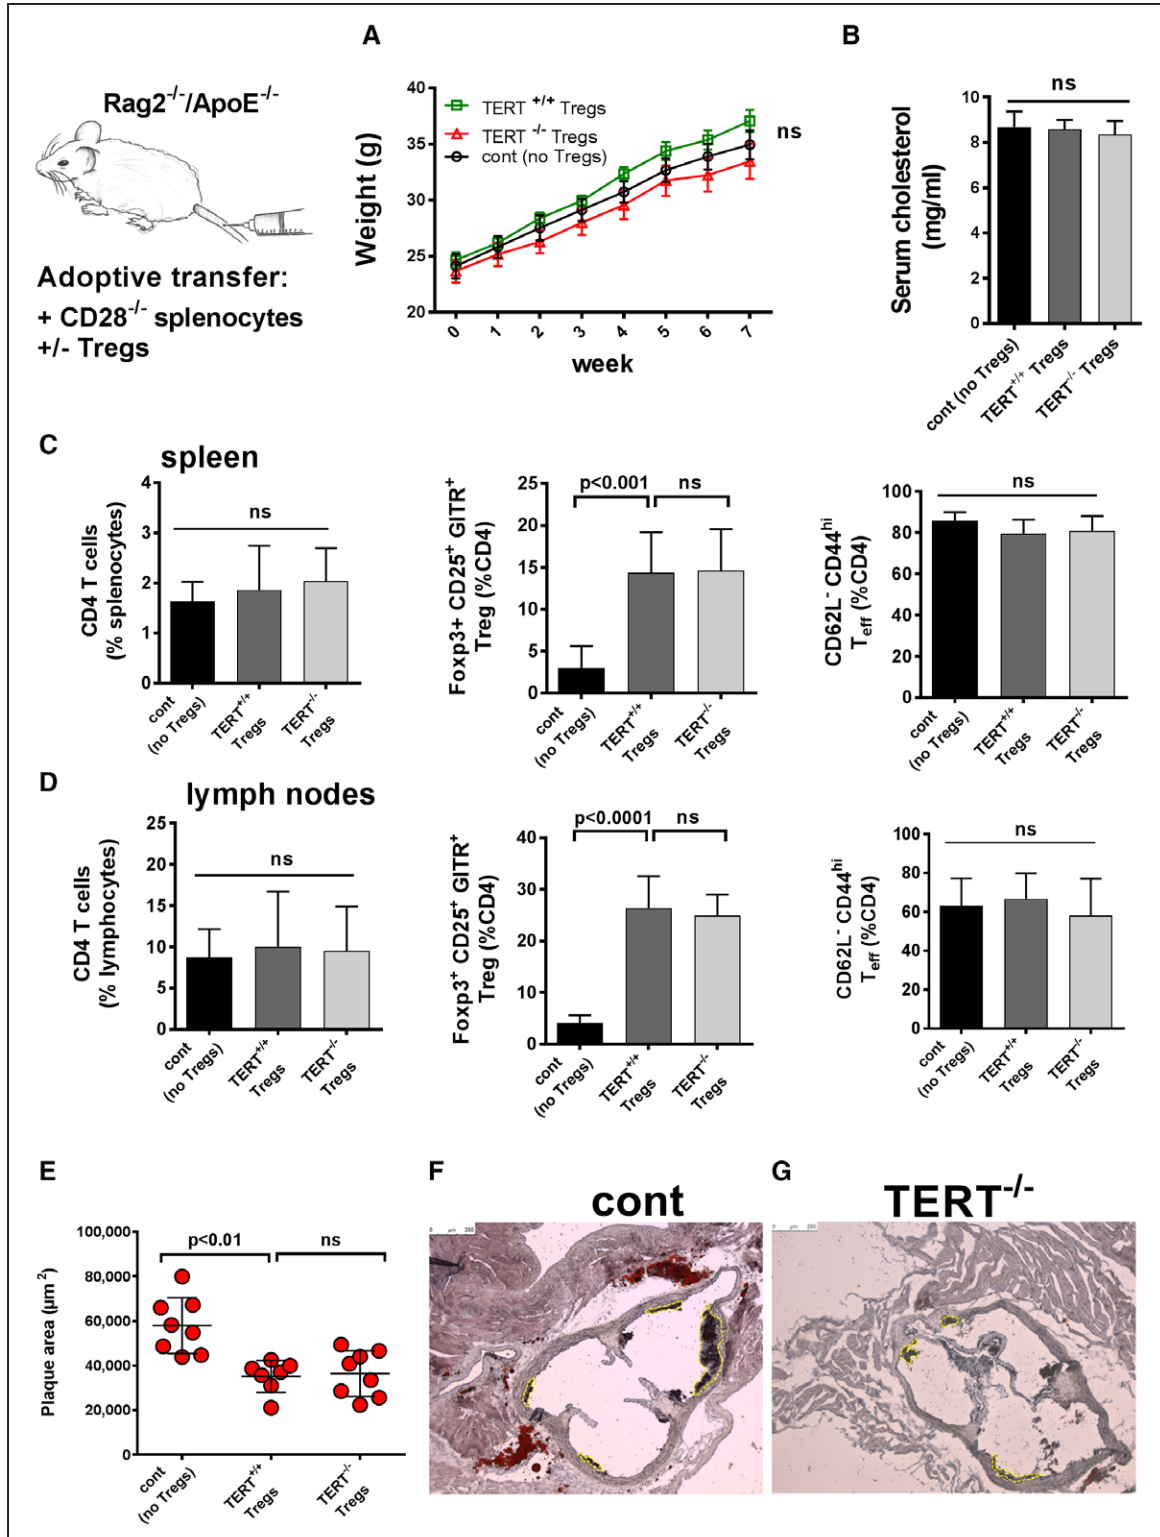 A
B
Rag2-/-/ApoE-/-
Adoptive transfer:
+ CD28-/- splenocytes
+/- Tregs
Weight (g)
40
35
30
25
20
TERT +/+ Tregs
TERT -/- Tregs
cont (no Tregs)
ns
0 1 2 3 4 5 6 7
week
Serum cholesterol
(mg/ml)
10
8
6
4
2
0
ns
cont (no Tregs)
TERT+/+ Tregs
TERT-/- Tregs
C
spleen
CD4 T cells
(% splenocytes)
4
3
2
1
0
ns
cont
(no Tregs)
TERT+/+
Tregs
TERT-/-
Tregs
Foxp3+ CD25+ GITR+
Treg (%CD4)
25
20
15
10
5
0
p<0.001
ns
cont
(no Tregs)
TERT+/+
Tregs
TERT-/-
Tregs
CD62L- CD44hi
Teff (%CD4)
100
80
60
40
20
0
ns
cont
(no Tregs)
TERT+/+
Tregs
TERT-/-
Tregs
D
lymph nodes
CD4 T cells
(% lymphocytes)
25
20
15
10
5
0
ns
cont
(no Tregs)
TERT+/+
Tregs
TERT-/-
Tregs
Foxp3+ CD25+ GITR+
Treg (%CD4)
40
30
20
10
0
p<0.0001
ns
cont
(no Tregs)
TERT+/+
Tregs
TERT-/-
Tregs
CD62L- CD44hi
Teff (%CD4)
100
80
60
40
20
0
ns
cont
(no Tregs)
TERT+/+
Tregs
TERT-/-
Tregs
E
Plaque area (µm²)
100,000
80,000
60,000
40,000
20,000
0
p<0.01
ns
cont
(no Tregs)
TERT+/+
Tregs
TERT-/-
Tregs
F
cont
0 µm 250
G
TERT-/-
0 µm 250